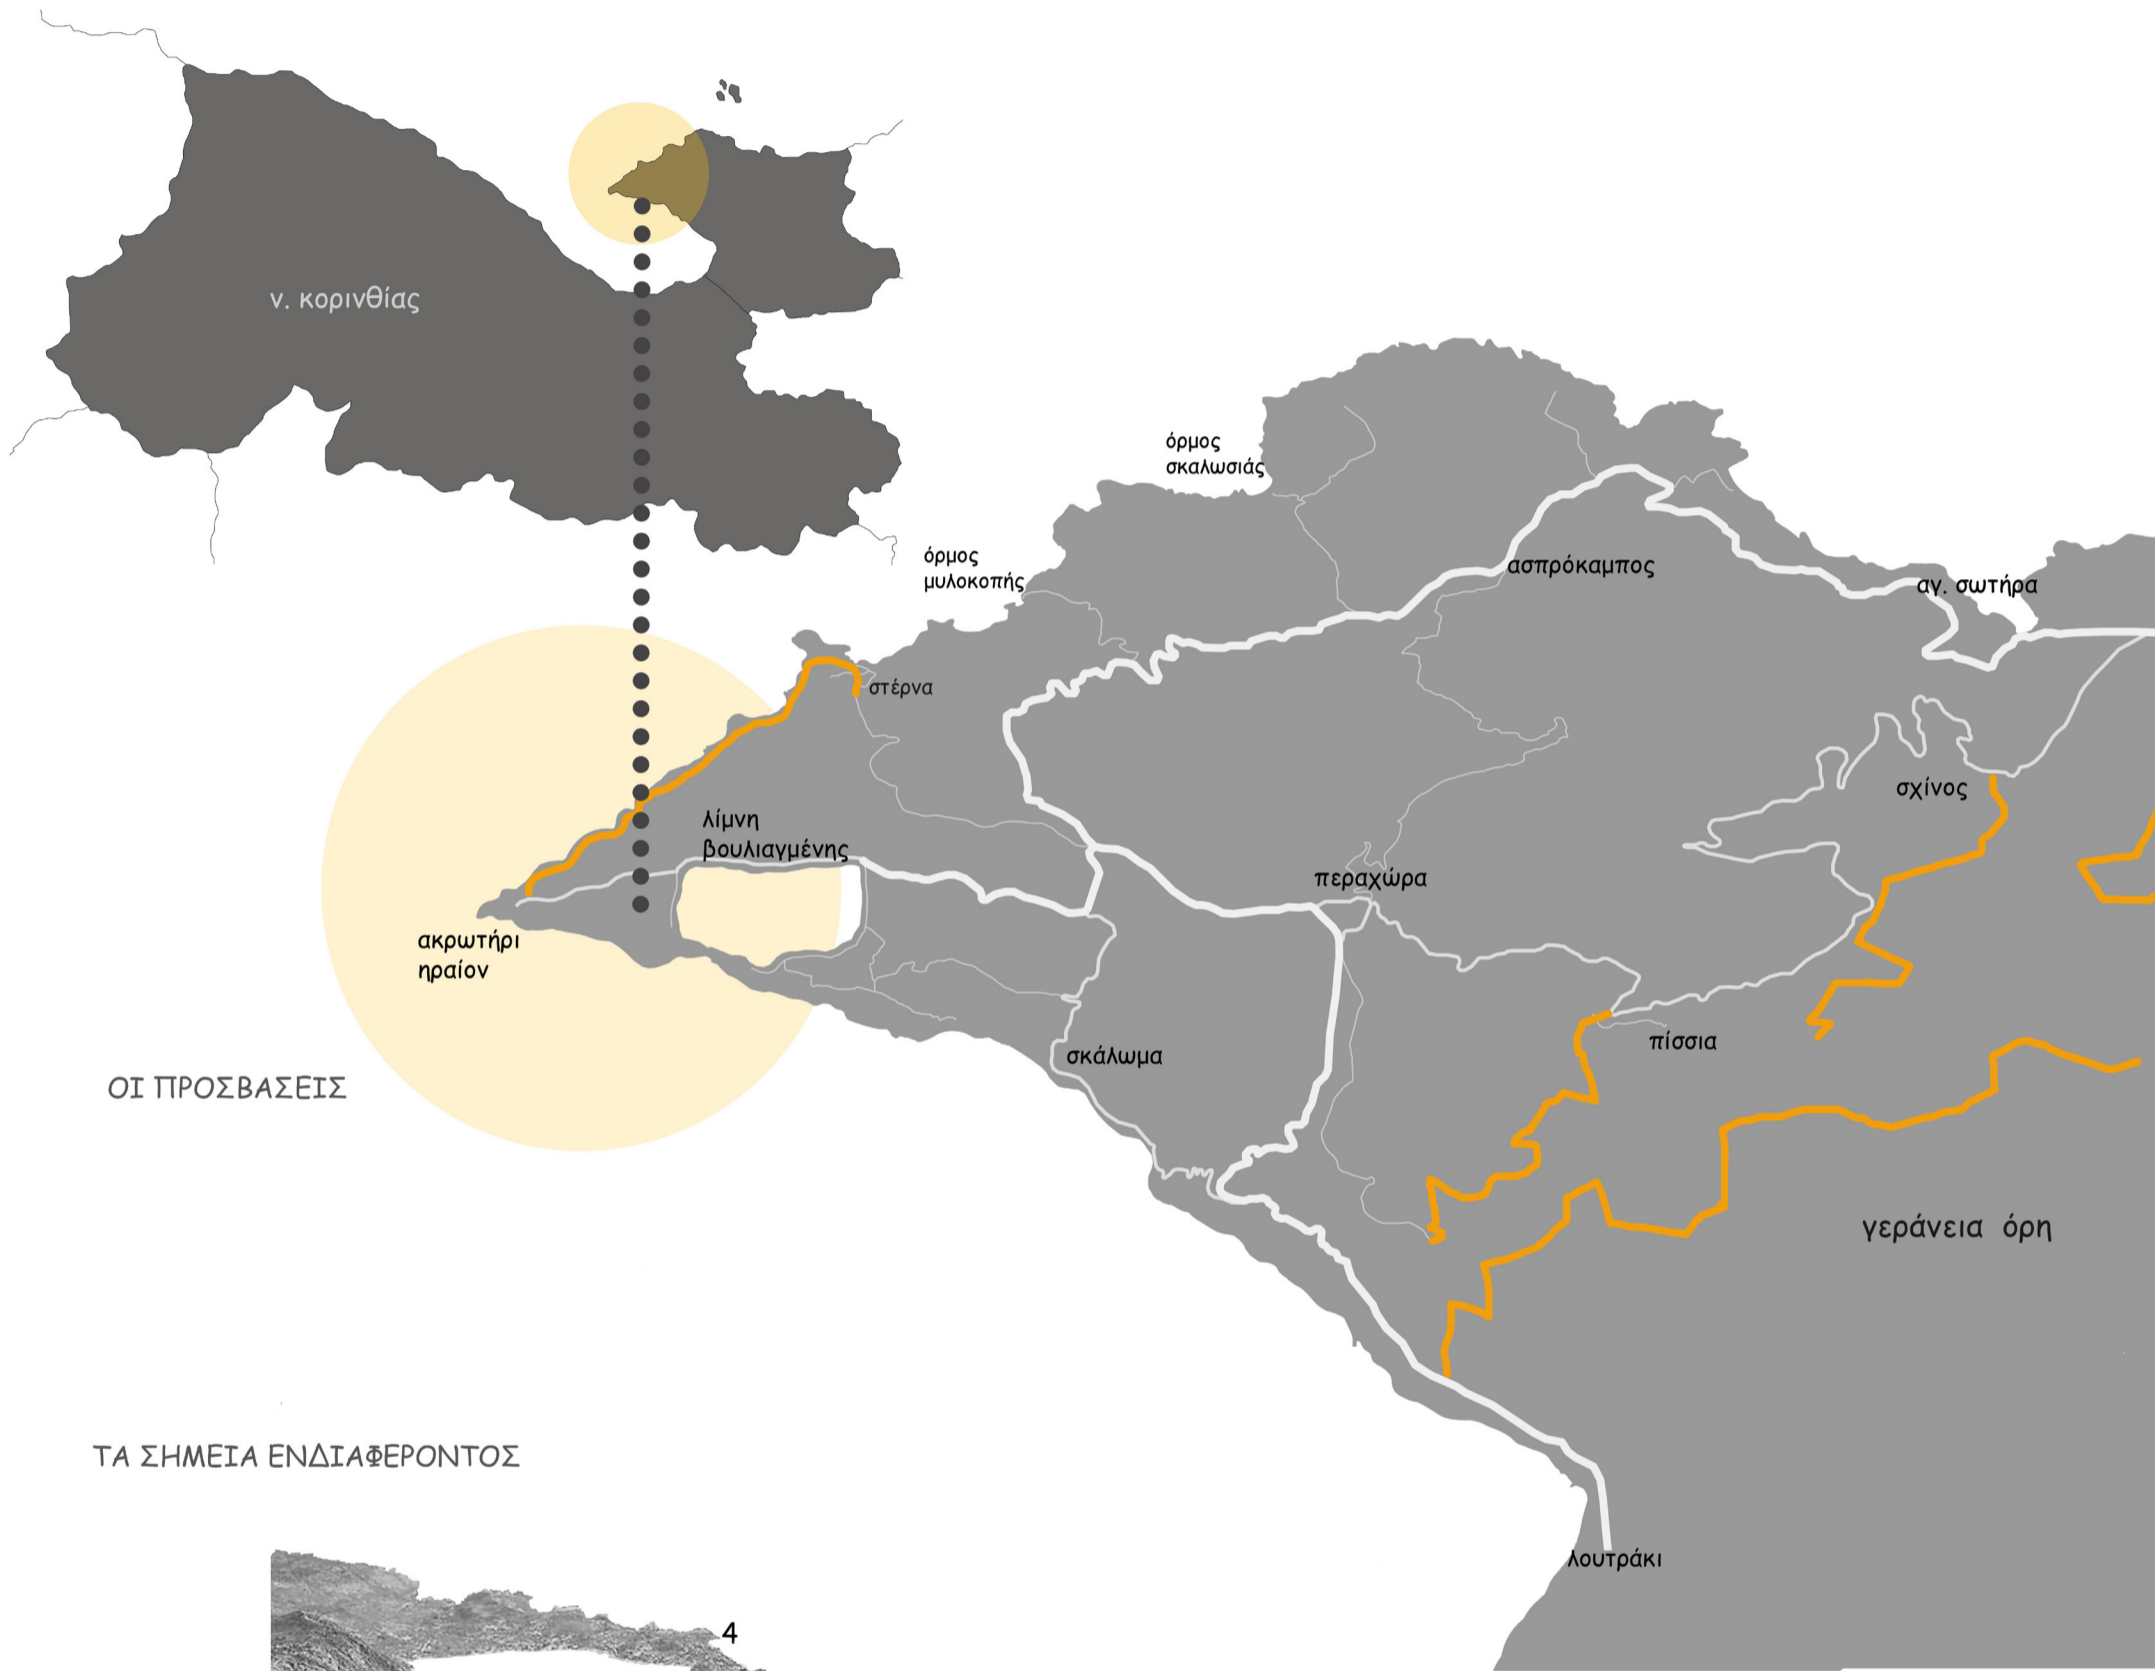 ν. κορινθίας
όρμος
σκαλωσιάς
όρμος
μυλοκοπής
ασπρόκαμπος
αγ. σωτήρα
στέρνα
σχίνος
λίμνη
βουλιαγμένης
περαχώρα
ακρωτήρι
ηραίον
πίσσια
σκάλωμα
ΟΙ ΠΡΟΣΒΑΣΕΙΣ
γεράνεια όρη
ΤΑ ΣΗΜΕΙΑ ΕΝΔΙΑΦΕΡΟΝΤΟΣ
λουτράκι
4